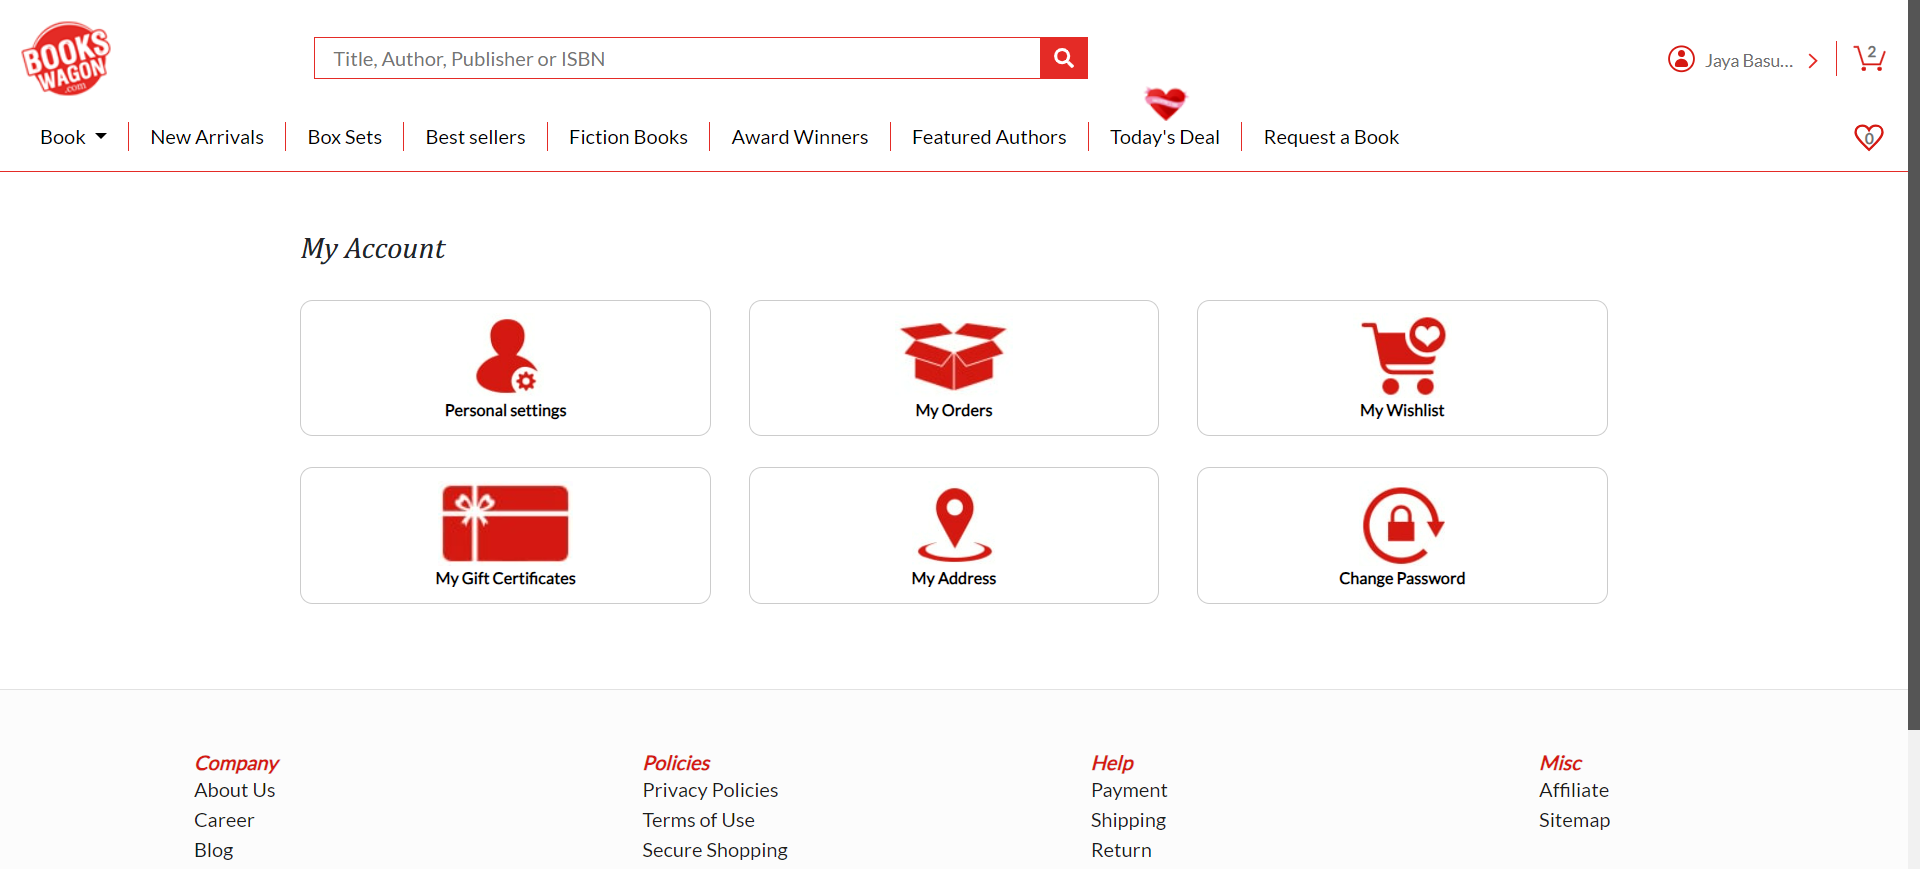 BOOKS
WAGON
.com
Title, Author, Publisher or ISBN
Jaya Basu...
2
Book
New Arrivals
Box Sets
Best sellers
Fiction Books
Award Winners
Featured Authors
Today's Deal
Request a Book
0
My Account
Personal settings
My Orders
My Wishlist
My Gift Certificates
My Address
Change Password
Company
About Us
Career
Blog
Policies
Privacy Policies
Terms of Use
Secure Shopping
Help
Payment
Shipping
Return
Misc
Affiliate
Sitemap